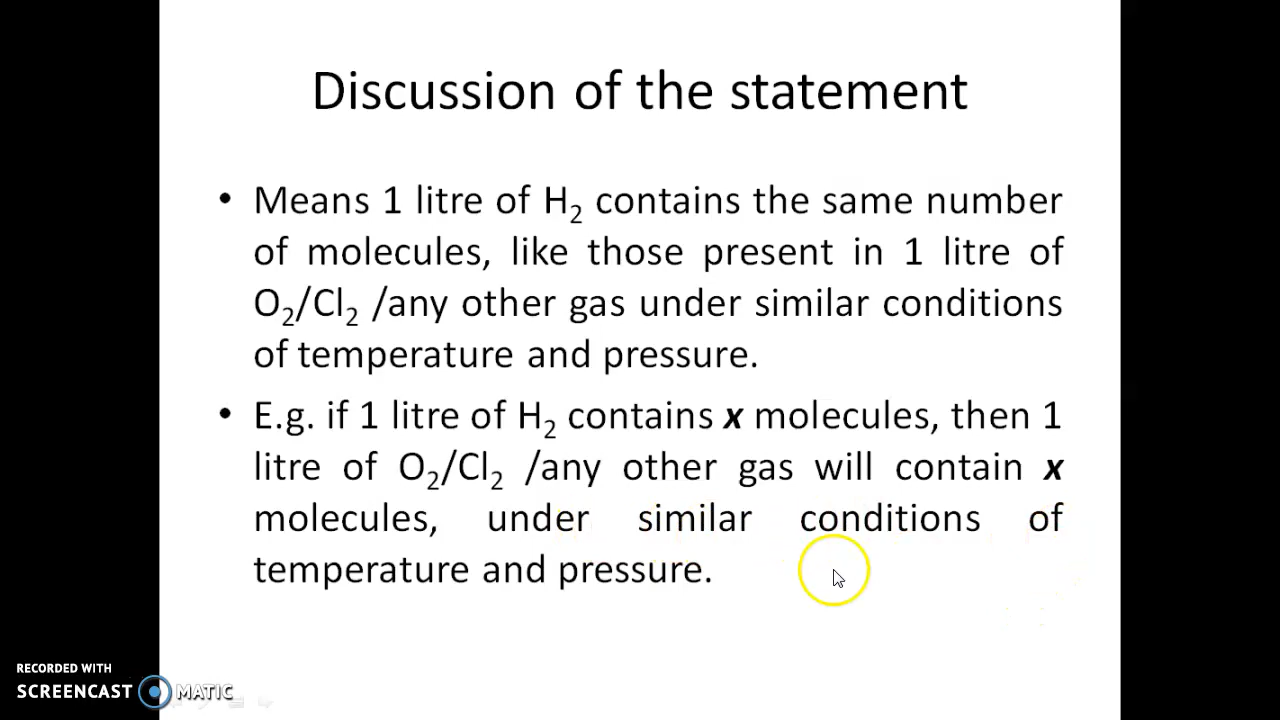 Discussion of the statement
• Means 1 litre of H₂ contains the same number
of molecules, like those present in 1 litre of
O₂/Cl₂ /any other gas under similar conditions
of temperature and pressure.
• E.g. if 1 litre of H₂ contains x molecules, then 1
litre of O₂/Cl₂ /any other gas will contain x
molecules, under similar conditions of
temperature and pressure.
RECORDED WITH
SCREENCAST MATIC